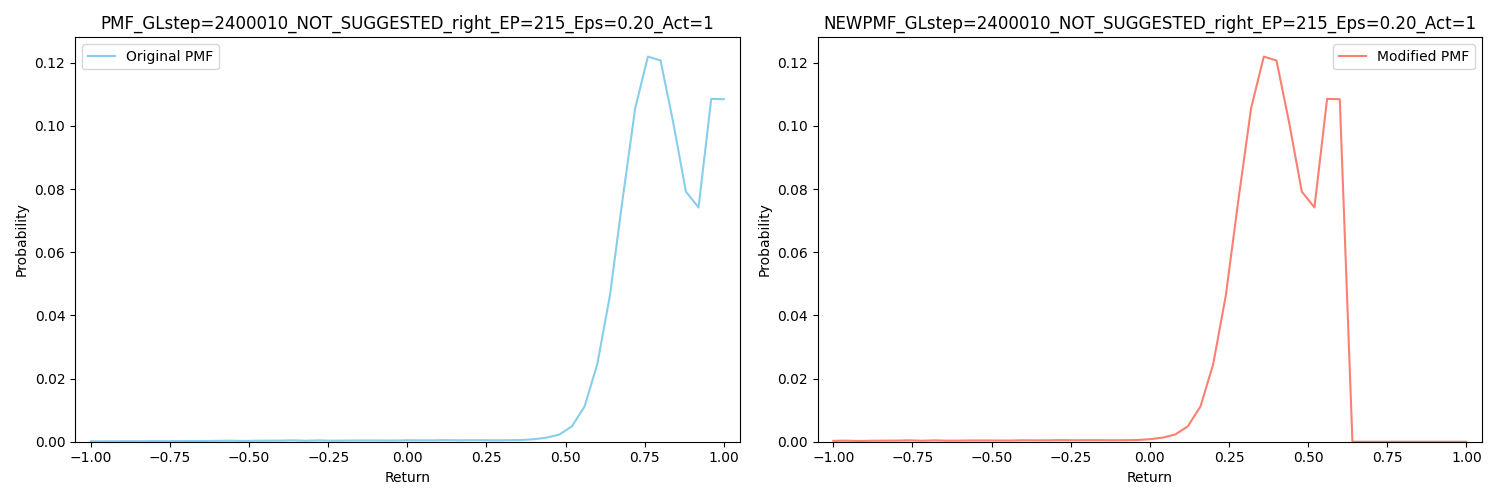 PMF_GLstep=2400010_NOT_SUGGESTED_right_EP=215_Eps=0.20_Act=1
Original PMF
0.12
0.10
0.08
0.06
0.04
0.02
0.00
Probability
−1.00 −0.75 −0.50 −0.25 0.00 0.25 0.50 0.75 1.00
Return
NEWPMF_GLstep=2400010_NOT_SUGGESTED_right_EP=215_Eps=0.20_Act=1
Modified PMF
0.12
0.10
0.08
0.06
0.04
0.02
0.00
Probability
−1.00 −0.75 −0.50 −0.25 0.00 0.25 0.50 0.75 1.00
Return